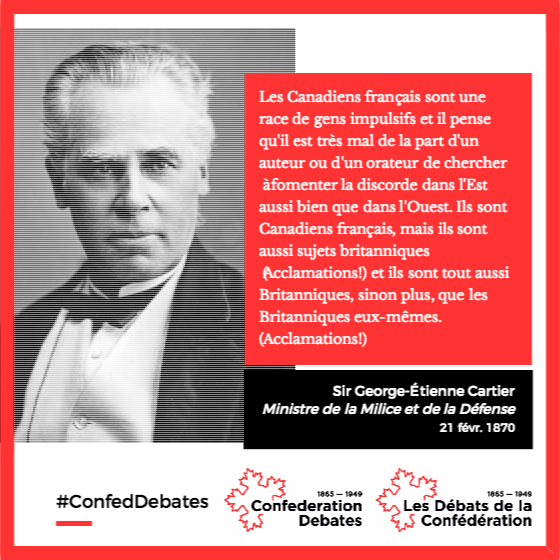 Les Canadiens français sont une
race de gens impulsifs et il pense
qu'il est très mal de la part d'un
auteur ou d'un orateur de chercher
àfomenter la discorde dans l'Est
aussi bien que dans l'Ouest. Ils sont
Canadiens français, mais ils sont
aussi sujets britanniques
(Acclamations!) et ils sont tout aussi
Britanniques, sinon plus, que les
Britanniques eux-mêmes.
(Acclamations!)
Sir George-Étienne Cartier
Ministre de la Milice et de la Défense
21 févr. 1870
#ConfedDebates
1865 — 1949
Confederation
Debates
1865 — 1949
Les Débats de la
Confédération